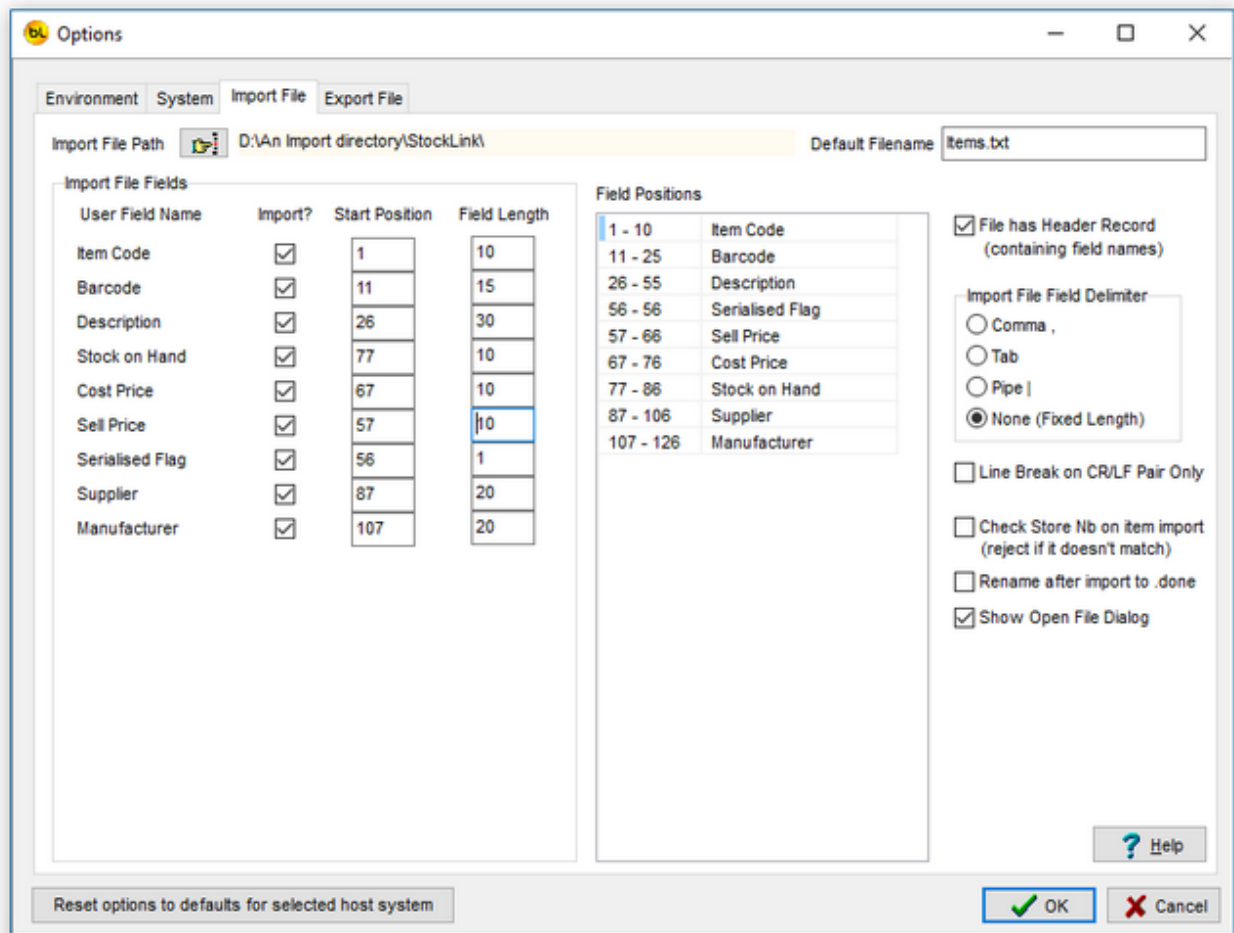 bL Options
Environment System Import File Export File
Import File Path D:\An Import directory\StockLink\ Default Filename Items.txt
Import File Fields
User Field Name Import? Start Position Field Length
Item Code 1 10
Barcode 11 15
Description 26 30
Stock on Hand 77 10
Cost Price 67 10
Sell Price 57 10
Serialised Flag 56 1
Supplier 87 20
Manufacturer 107 20
Field Positions
1 - 10 Item Code
11 - 25 Barcode
26 - 55 Description
56 - 56 Serialised Flag
57 - 66 Sell Price
67 - 76 Cost Price
77 - 86 Stock on Hand
87 - 106 Supplier
107 - 126 Manufacturer
File has Header Record
(containing field names)
Import File Field Delimiter
Comma ,
Tab
Pipe |
None (Fixed Length)
Line Break on CR/LF Pair Only
Check Store Nb on item import
(reject if it doesn't match)
Rename after import to .done
Show Open File Dialog
? Help
Reset options to defaults for selected host system OK Cancel